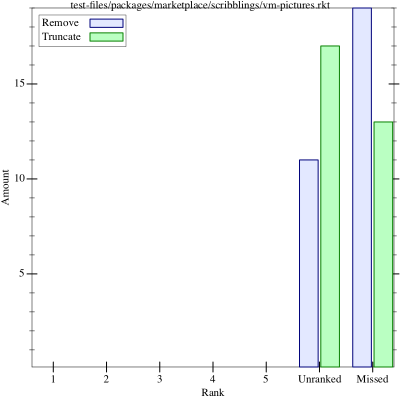 test-files/packages/marketplace/scribblings/vm-pictures.rkt
Remove
Truncate
15
10
5
Amount
1 2 3 4 5 Unranked Missed
Rank